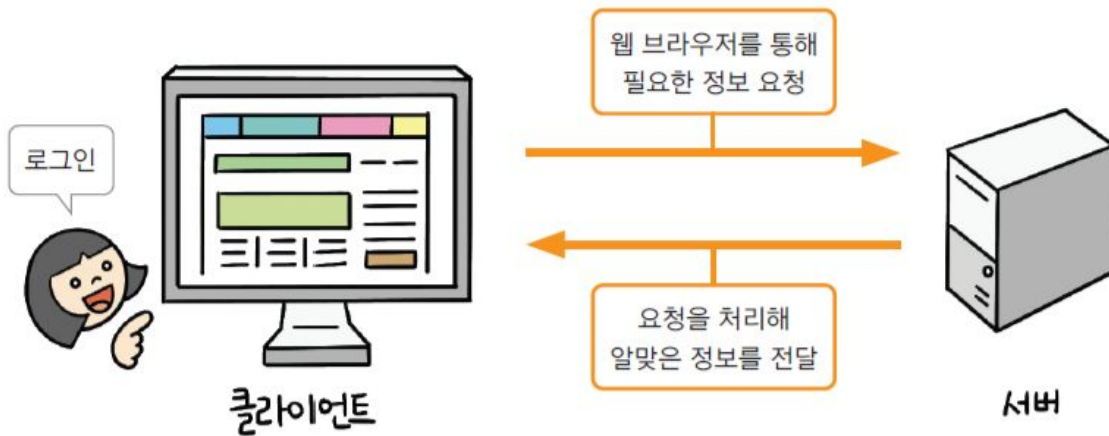 웹 브라우저를 통해
필요한 정보 요청
로그인
요청을 처리해
알맞은 정보를 전달
클라이언트
서버